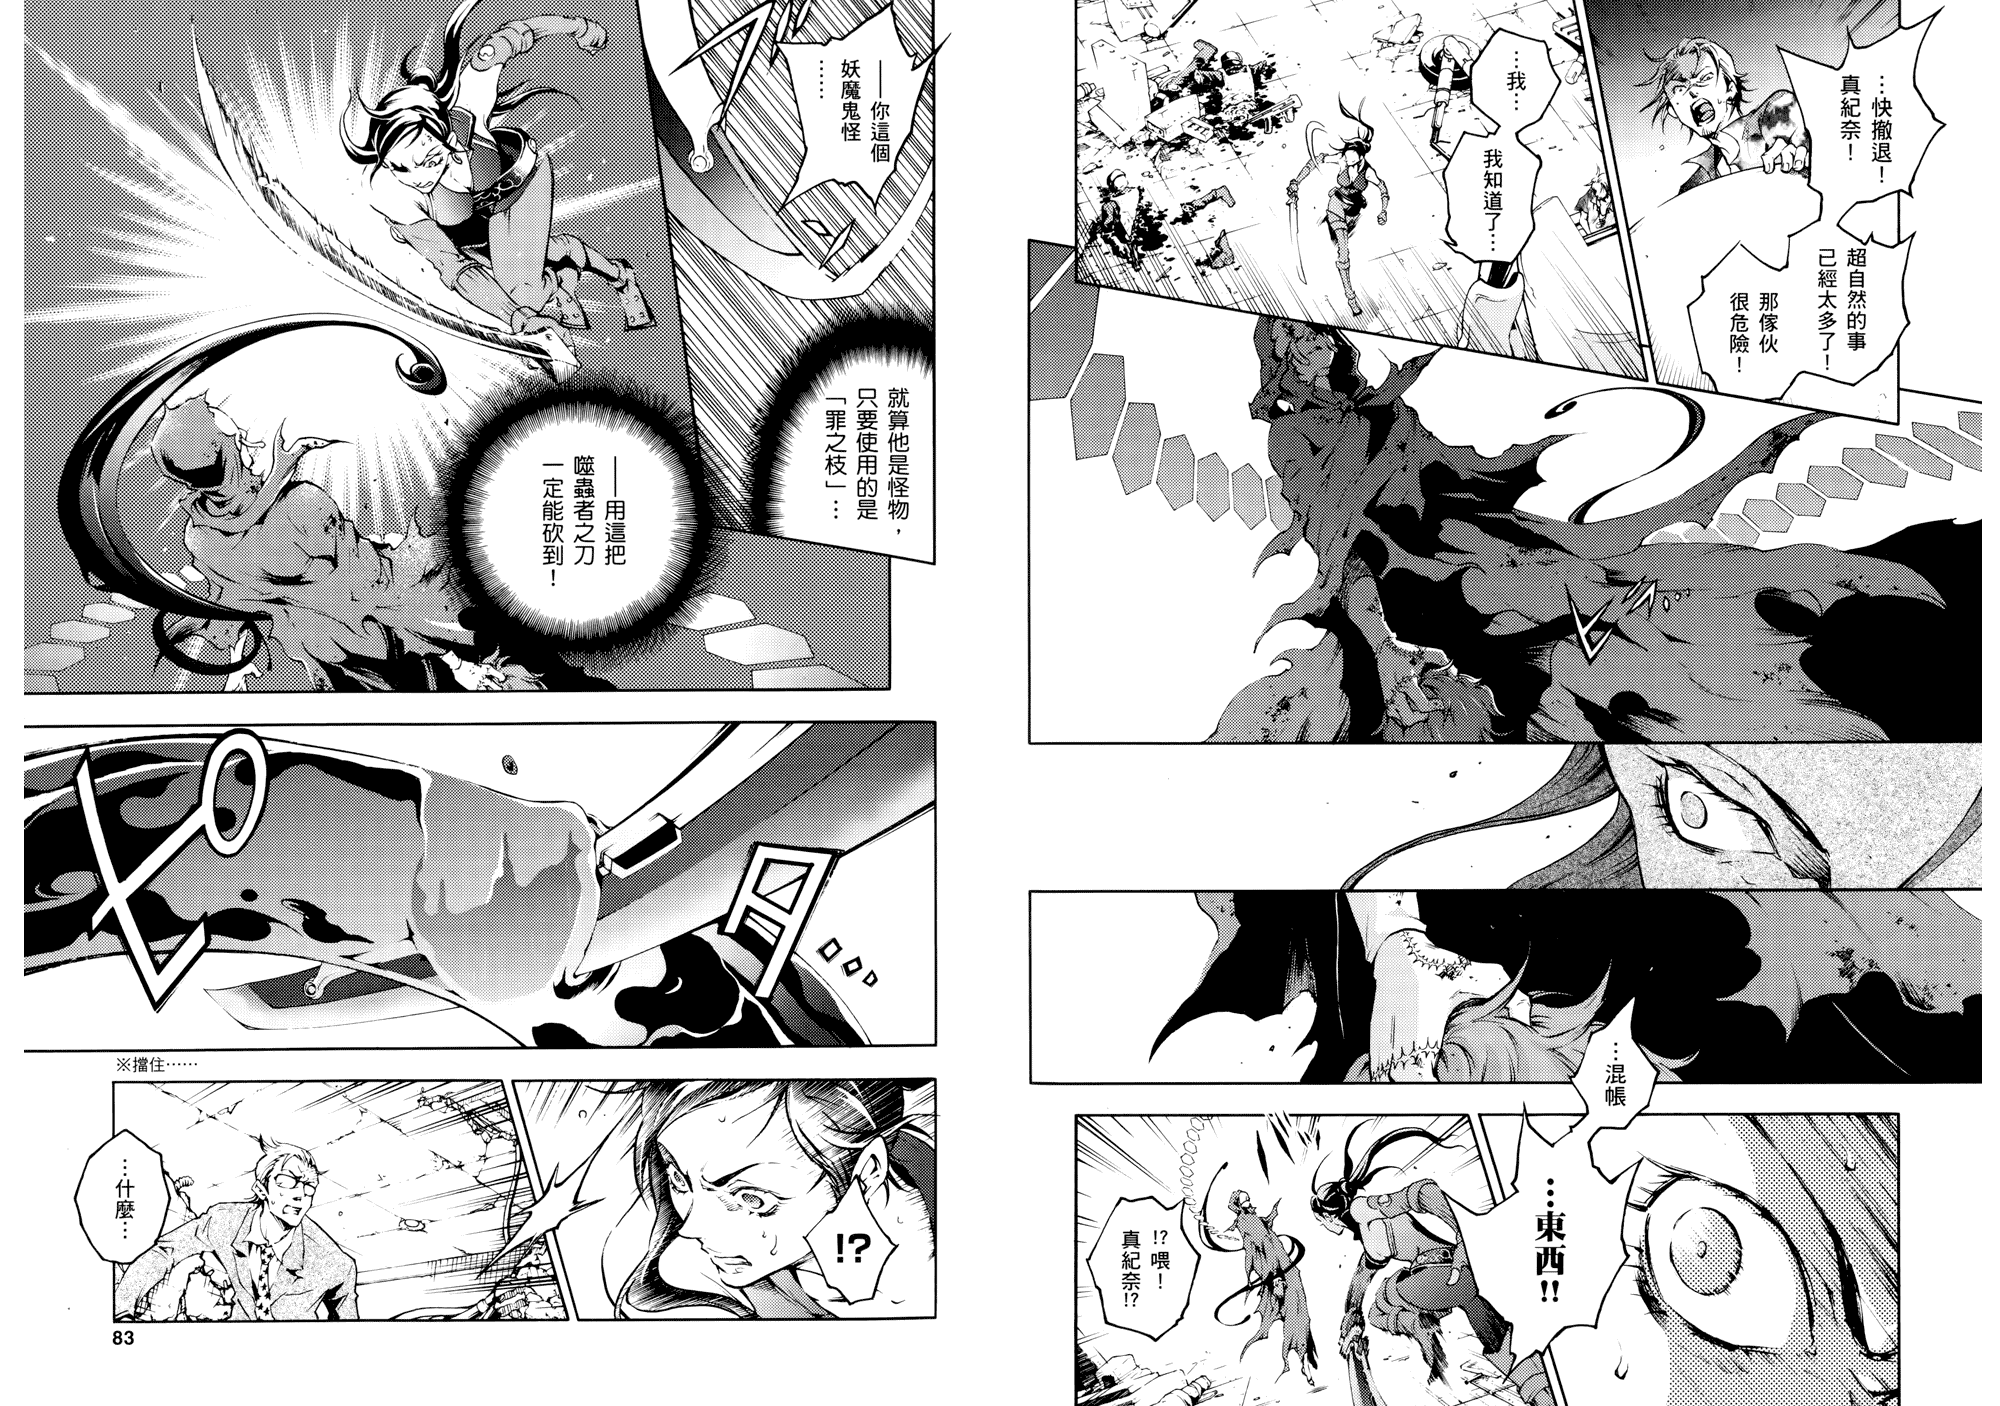 …快撤退！
真紀奈！
超自然的事
已經太多了！
那傢伙
很危險！
…我…
我知道了…
…混帳
…東西!!
!?喂！
真紀奈!?
──你這個
妖魔鬼怪
……
就算他是怪物，
只要使用的是
「罪之枝」…
──用這把
噬蟲者之刀
一定能砍到！
ピタ
※擋住……
!?
…什麼…
83